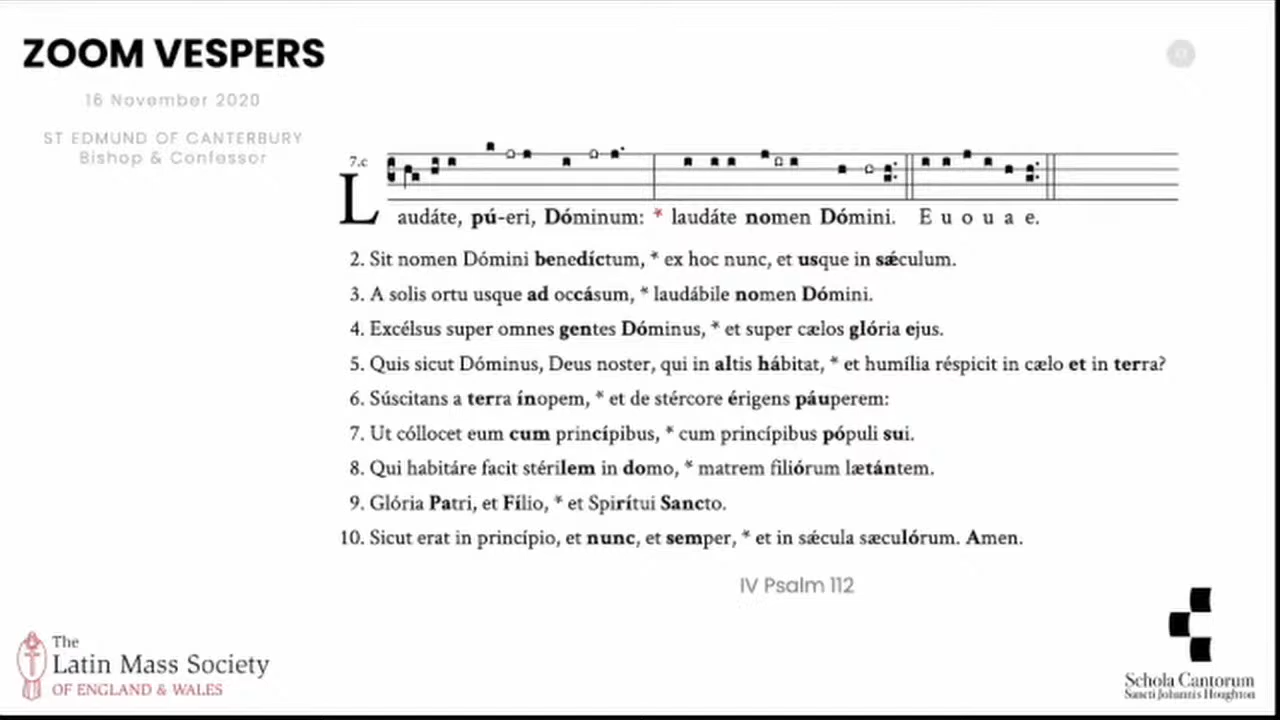 ZOOM VESPERS
16 November 2020
ST EDMUND OF CANTERBURY
Bishop & Confessor
7.c
Laudáte, pú-eri, Dóminum: * laudáte nomen Dómini. E u o u a e.
2. Sit nomen Dómini benedíctum, * ex hoc nunc, et usque in sǽculum.
3. A solis ortu usque ad occásum, * laudábile nomen Dómini.
4. Excélsus super omnes gentes Dóminus, * et super cælos glória ejus.
5. Quis sicut Dóminus, Deus noster, qui in altis hábitat, * et humília réspicit in cælo et in terra?
6. Súscitans a terra ínopem, * et de stércore érigens páuperem:
7. Ut cóllocet eum cum princípibus, * cum princípibus pópuli sui.
8. Qui habitáre facit stérilem in domo, * matrem filiórum lætántem.
9. Glória Patri, et Fílio, * et Spirítui Sancto.
10. Sicut erat in princípio, et nunc, et semper, * et in sǽcula sæculórum. Amen.
IV Psalm 112
The
Latin Mass Society
OF ENGLAND & WALES
Schola Cantorum
Sancti Johannis Houghton